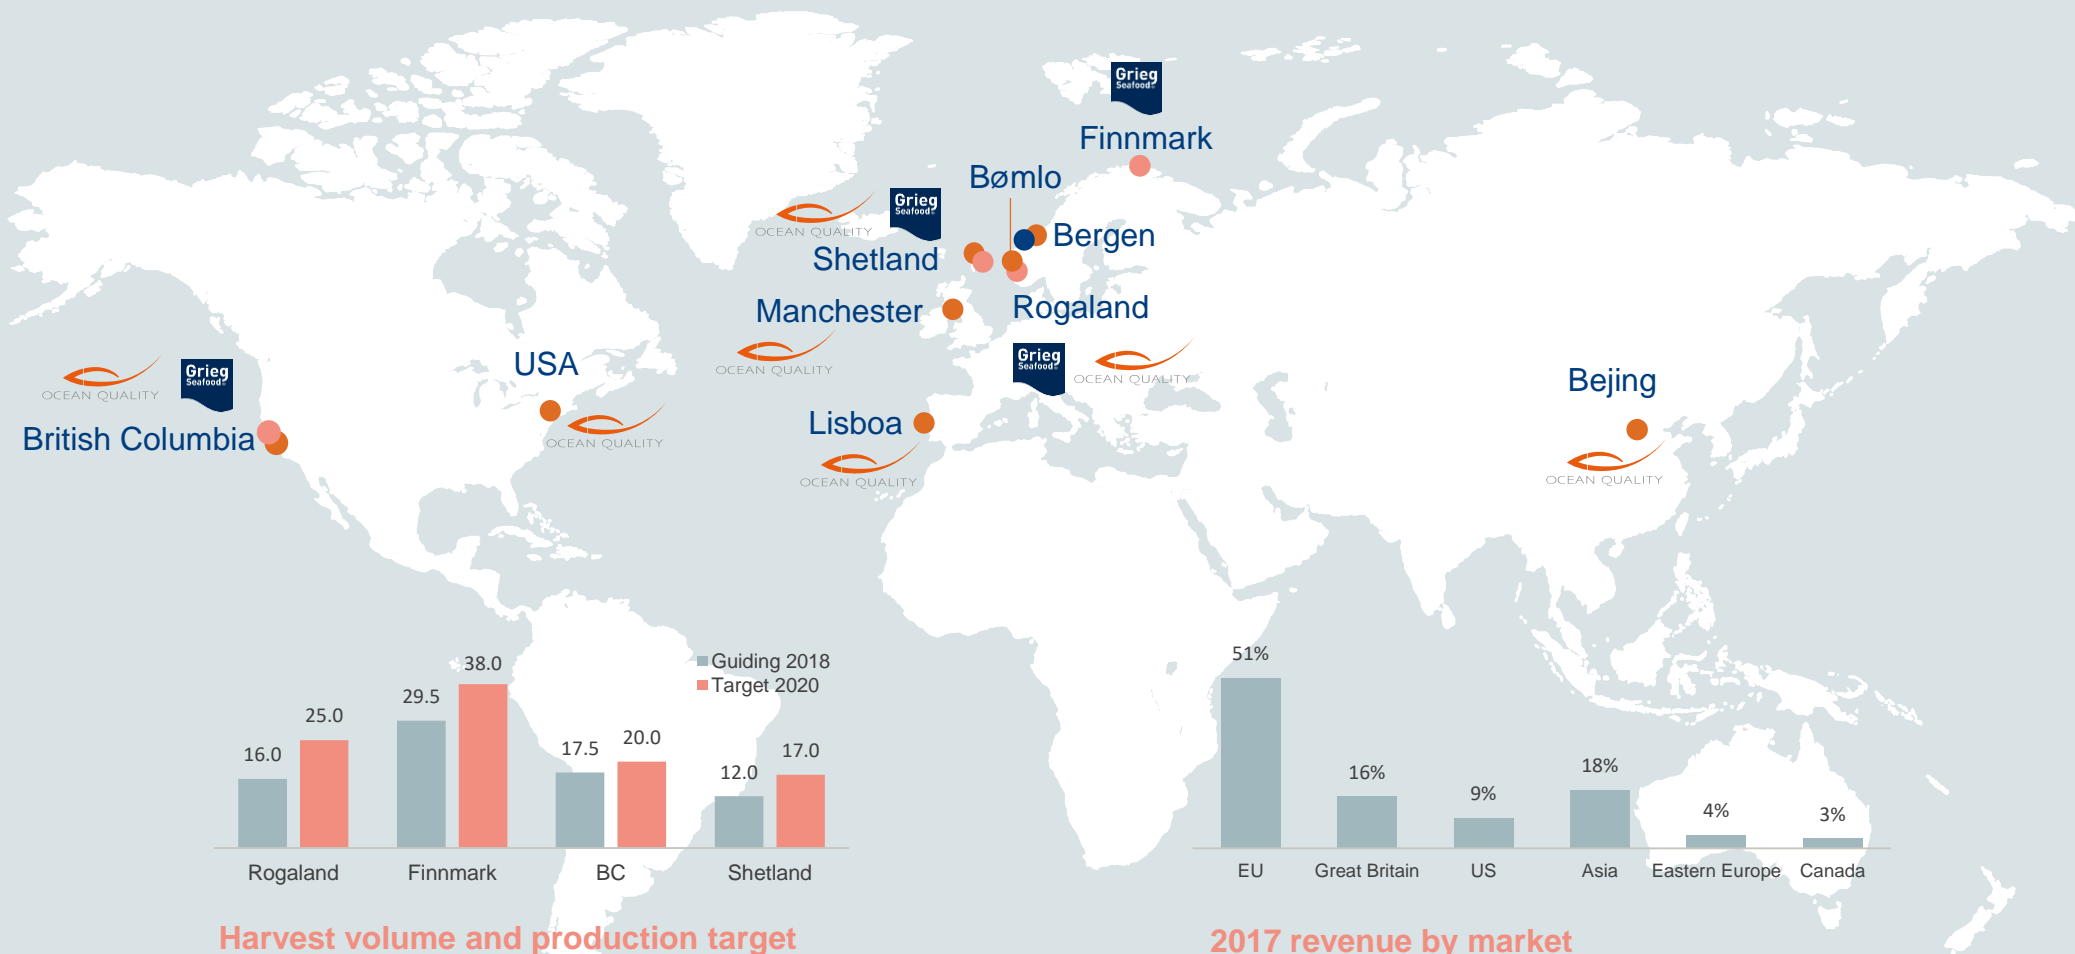 Grieg
Seafood
Finnmark
Bømlo
OCEAN QUALITY
Grieg
Seafood
Bergen
Shetland
Manchester
Rogaland
OCEAN QUALITY
Grieg
Seafood
OCEAN QUALITY
USA
OCEAN QUALITY
OCEAN QUALITY
Grieg
Seafood
British Columbia
Lisboa
OCEAN QUALITY
Bejing
OCEAN QUALITY
Guiding 2018
Target 2020
16.0
25.0
29.5
38.0
17.5
20.0
12.0
17.0
Rogaland
Finnmark
BC
Shetland
Harvest volume and production target
51%
16%
9%
18%
4%
3%
EU
Great Britain
US
Asia
Eastern Europe
Canada
2017 revenue by market